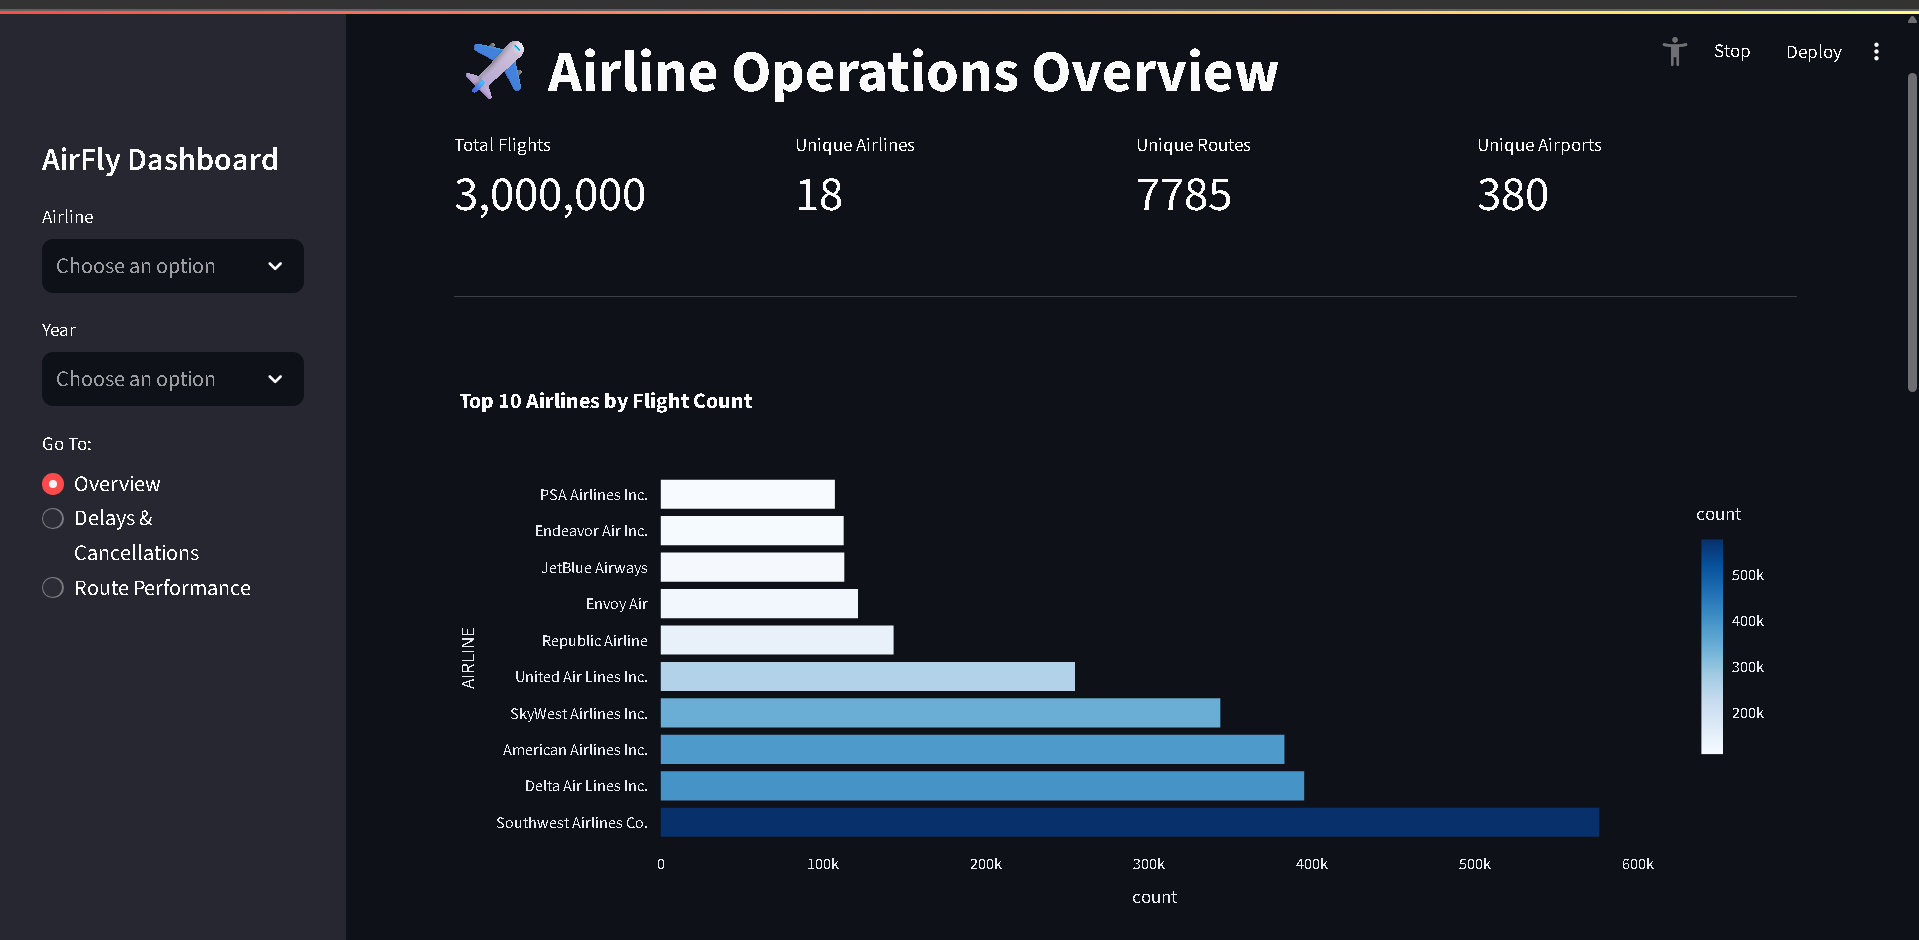 AirFly Dashboard
Airline
Choose an option
Year
Choose an option
Go To:
Overview
Delays &
Cancellations
Route Performance
Stop
Deploy
Airline Operations Overview
Total Flights
3,000,000
Unique Airlines
18
Unique Routes
7785
Unique Airports
380
Top 10 Airlines by Flight Count
AIRLINE
PSA Airlines Inc.
Endeavor Air Inc.
JetBlue Airways
Envoy Air
Republic Airline
United Air Lines Inc.
SkyWest Airlines Inc.
American Airlines Inc.
Delta Air Lines Inc.
Southwest Airlines Co.
0 100k 200k 300k 400k 500k 600k
count
count
500k
400k
300k
200k